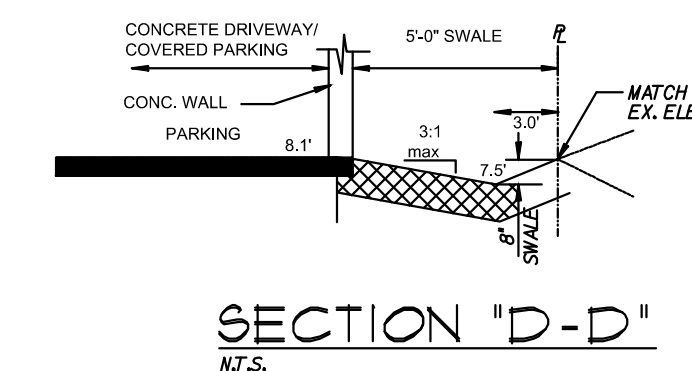 CONCRETE DRIVEWAY/
COVERED PARKING
5'-0" SWALE
PL
CONC. WALL
MATCH
EX. ELE
PARKING
8.1'
3:1
max
3.0'
7.5'
8"
SWALE
SECTION "D-D"
N.T.S.